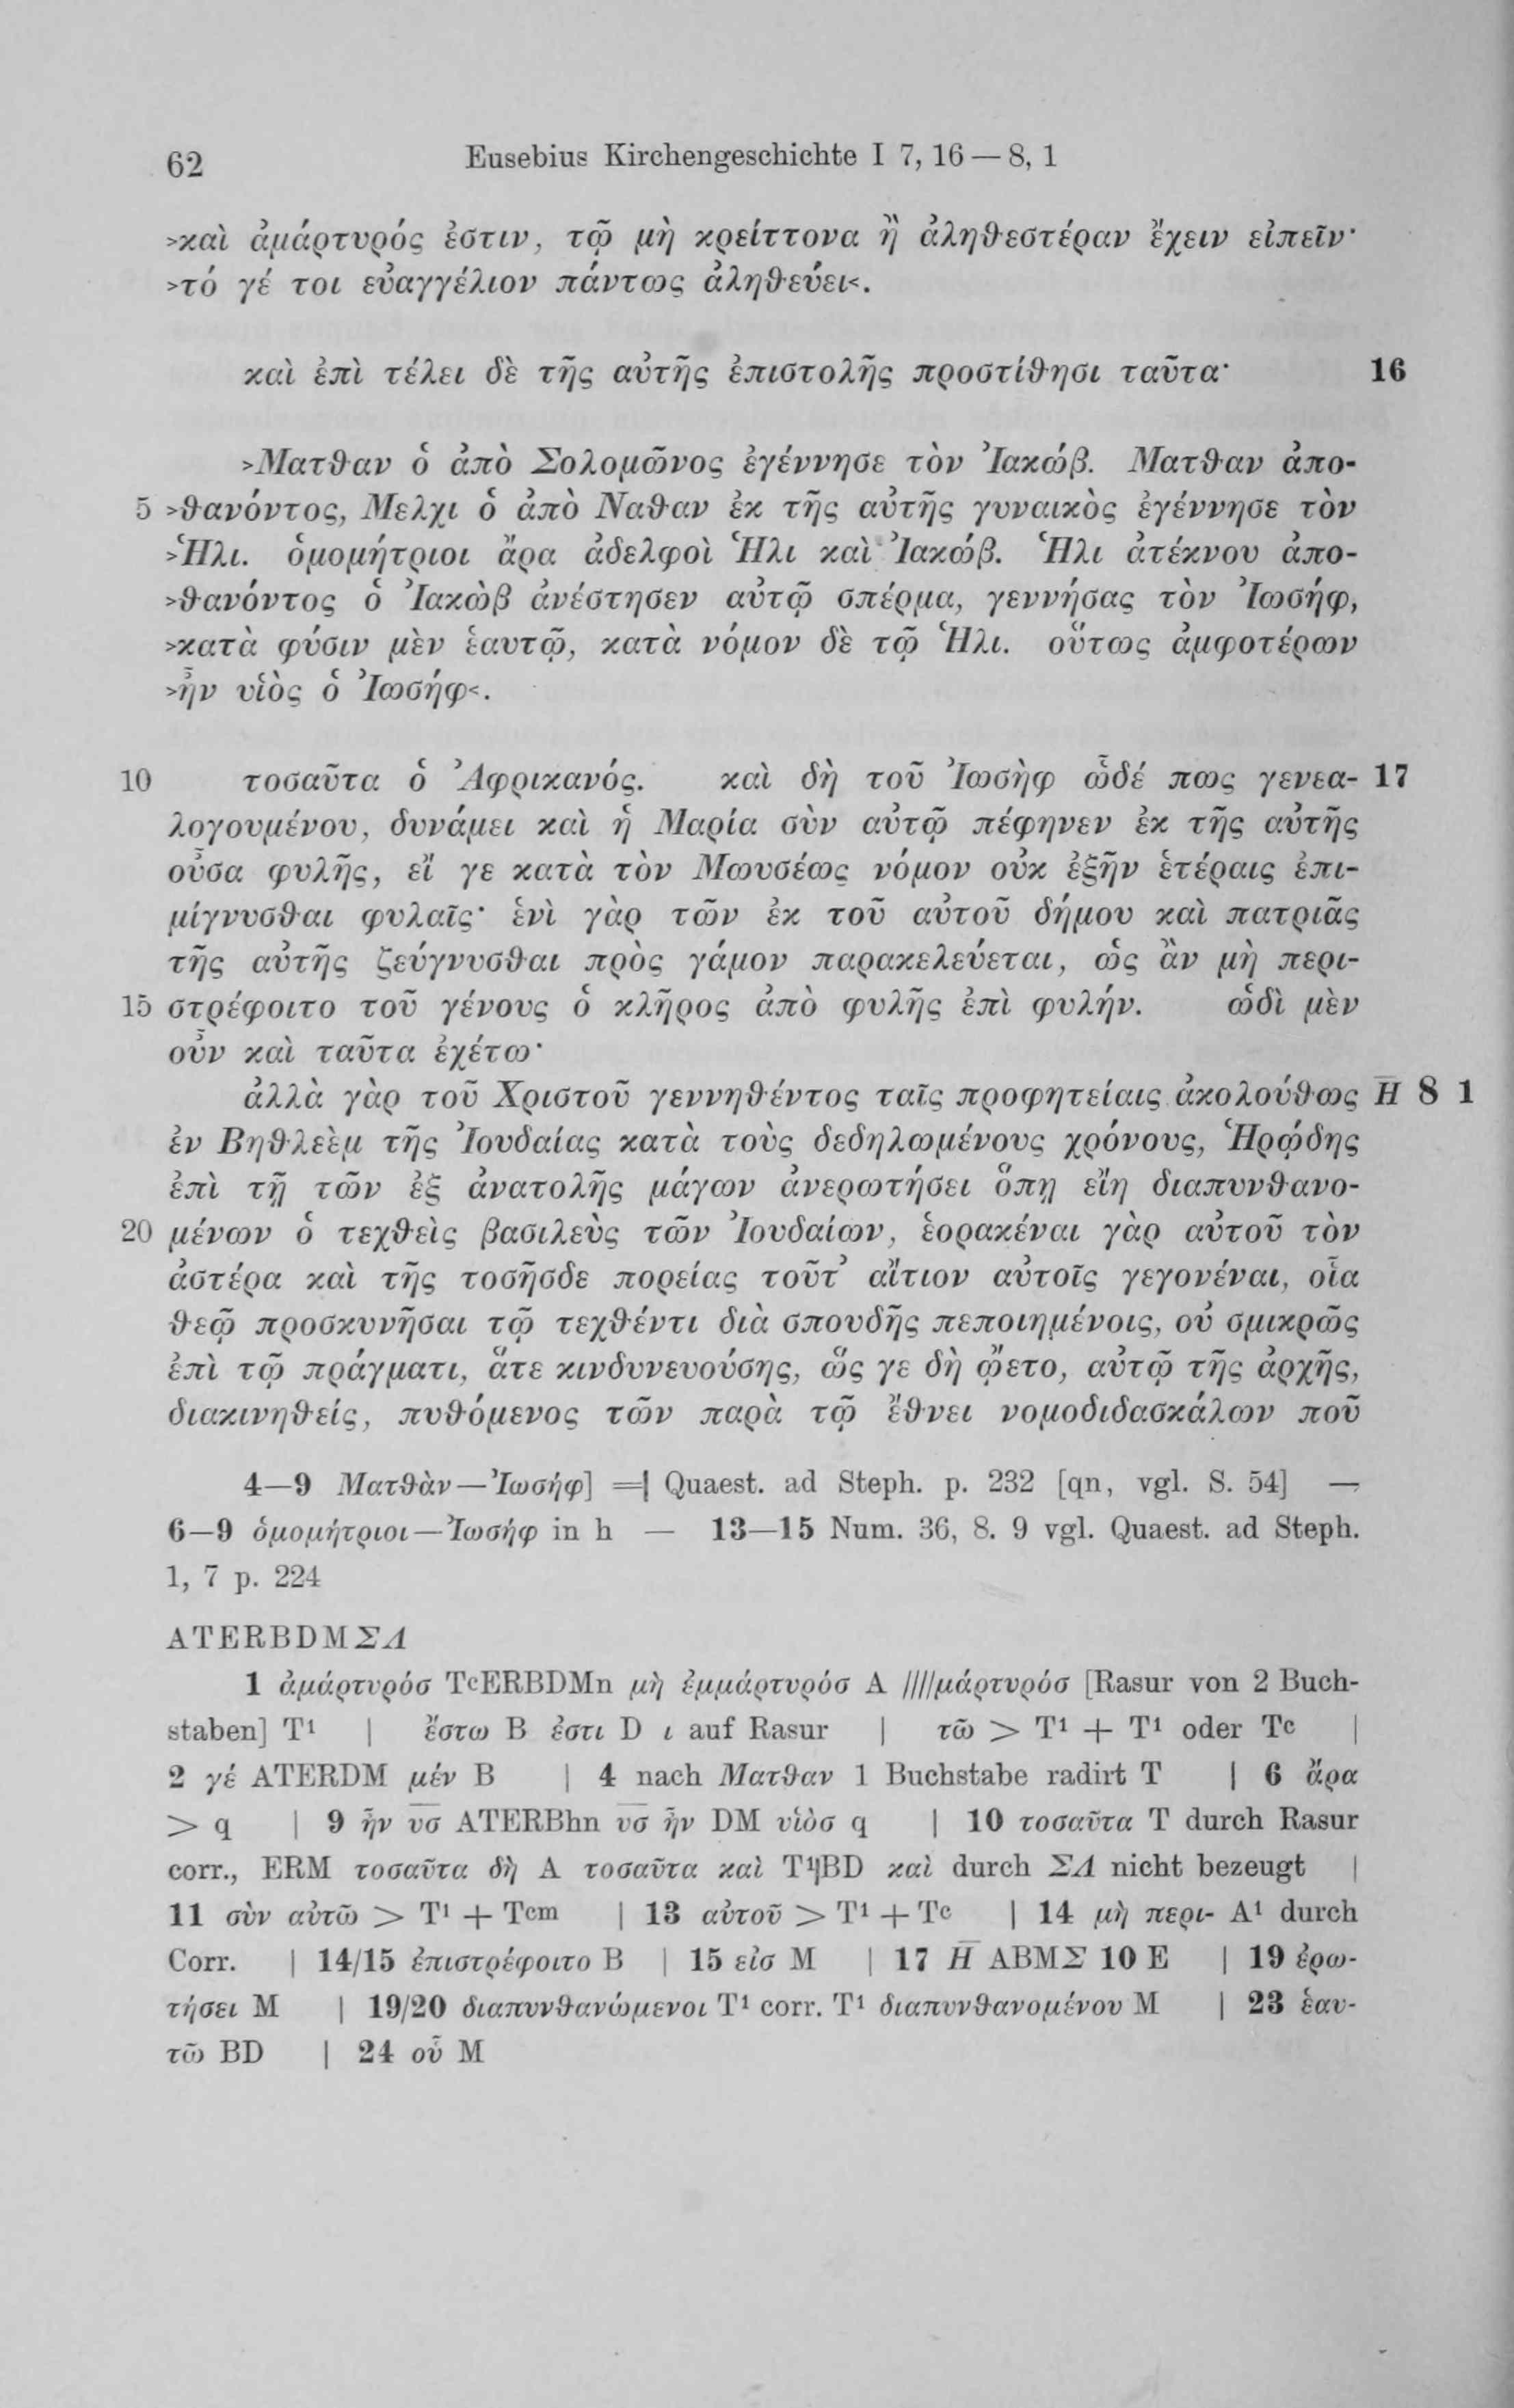 62 Eusebius Kirchengeschichte I 7, 16 — 8, 1
>καὶ ἀμάρτυρός ἐστιν, τῷ μὴ κρείττονα ἢ ἀληθεστέραν ἔχειν εἰπεῖν·
>τό γέ τοι εὐαγγέλιον πάντως ἀληθεύει<.
καὶ ἐπὶ τέλει δὲ τῆς αὐτῆς ἐπιστολῆς προστίθησι ταῦτα· 16
>Ματθαν ὁ ἀπὸ Σολομῶνος ἐγέννησε τὸν Ἰακώβ. Ματθαν ἀπο-
5 >θανόντος, Μελχι ὁ ἀπὸ Ναθαν ἐκ τῆς αὐτῆς γυναικὸς ἐγέννησε τὸν
>Ἡλι. ὁμομήτριοι ἄρα ἀδελφοὶ Ἡλι καὶ Ἰακώβ. Ἡλι ἀτέκνου ἀπο-
>θανόντος ὁ Ἰακὼβ ἀνέστησεν αὐτῷ σπέρμα, γεννήσας τὸν Ἰωσήφ,
>κατὰ φύσιν μὲν ἑαυτῷ, κατὰ νόμον δὲ τῷ Ἡλι. οὕτως ἀμφοτέρων
>ἦν υἱὸς ὁ Ἰωσήφ<.
10 τοσαῦτα ὁ Ἀφρικανός. καὶ δὴ τοῦ Ἰωσὴφ ὧδέ πως γενεα- 17
λογουμένου, δυνάμει καὶ ἡ Μαρία σὺν αὐτῷ πέφηνεν ἐκ τῆς αὐτῆς
οὖσα φυλῆς, εἴ γε κατὰ τὸν Μωυσέως νόμον οὐκ ἐξῆν ἑτέραις ἐπι-
μίγνυσθαι φυλαῖς· ἑνὶ γὰρ τῶν ἐκ τοῦ αὐτοῦ δήμου καὶ πατριᾶς
τῆς αὐτῆς ζεύγνυσθαι πρὸς γάμον παρακελεύεται, ὡς ἂν μὴ περι-
15 στρέφοιτο τοῦ γένους ὁ κλῆρος ἀπὸ φυλῆς ἐπὶ φυλήν. ὡδὶ μὲν
οὖν καὶ ταῦτα ἐχέτω·
ἀλλὰ γὰρ τοῦ Χριστοῦ γεννηθέντος ταῖς προφητείαις ἀκολούθως H̅ 8 1
ἐν Βηθλεὲμ τῆς Ἰουδαίας κατὰ τοὺς δεδηλωμένους χρόνους, Ἡρῴδης
ἐπὶ τῇ τῶν ἐξ ἀνατολῆς μάγων ἀνερωτήσει ὅπῃ εἴη διαπυνθανο-
20 μένων ὁ τεχθεὶς βασιλεὺς τῶν Ἰουδαίων, ἑορακέναι γὰρ αὐτοῦ τὸν
ἀστέρα καὶ τῆς τοσῆσδε πορείας τοῦτ᾽ αἴτιον αὐτοῖς γεγονέναι, οἷα
θεῷ προσκυνῆσαι τῷ τεχθέντι διὰ σπουδῆς πεποιημένοις, οὐ σμικρῶς
ἐπὶ τῷ πράγματι, ἅτε κινδυνευούσης, ὥς γε δὴ ᾤετο, αὐτῷ τῆς ἀρχῆς,
διακινηθείς, πυθόμενος τῶν παρὰ τῷ ἔθνει νομοδιδασκάλων ποῦ
4—9 Ματθὰν—Ἰωσήφ] =| Quaest. ad Steph. p. 232 [qn, vgl. S. 54] —
6—9 ὁμομήτριοι—Ἰωσήφ in h — 13—15 Num. 36, 8. 9 vgl. Quaest. ad Steph.
1, 7 p. 224
ATERBDMΣΛ
1 ἀμάρτυρόσ TᶜERBDMn μὴ ἐμμάρτυρόσ A ////μάρτυρόσ [Rasur von 2 Buch-
staben] T¹ | ἔστω B ἐστι D ι auf Rasur | τῶ > T¹ + T¹ oder Tᶜ |
2 γέ ATERDM μέν B | 4 nach Ματθαν 1 Buchstabe radirt T | 6 ἄρα
> q | 9 ἦν υ̅σ̅ ATERBhn υ̅σ̅ ἦν DM υἱὸσ q | 10 τοσαῦτα T durch Rasur
corr., ERM τοσαῦτα δὴ A τοσαῦτα καὶ T¹|BD καὶ durch ΣΛ nicht bezeugt |
11 σὺν αὐτῶ > T¹ + Tᶜᵐ | 13 αὐτοῦ > T¹ + Tᶜ | 14 μὴ περι- A¹ durch
Corr. | 14/15 ἐπιστρέφοιτο B | 15 εἰσ M | 17 H̅ ABMΣ 10 E | 19 ἐρω-
τήσει M | 19/20 διαπυνθανώμενοι T¹ corr. T¹ διαπυνθανομένου M | 23 ἑαυ-
τῶ BD | 24 οὗ M